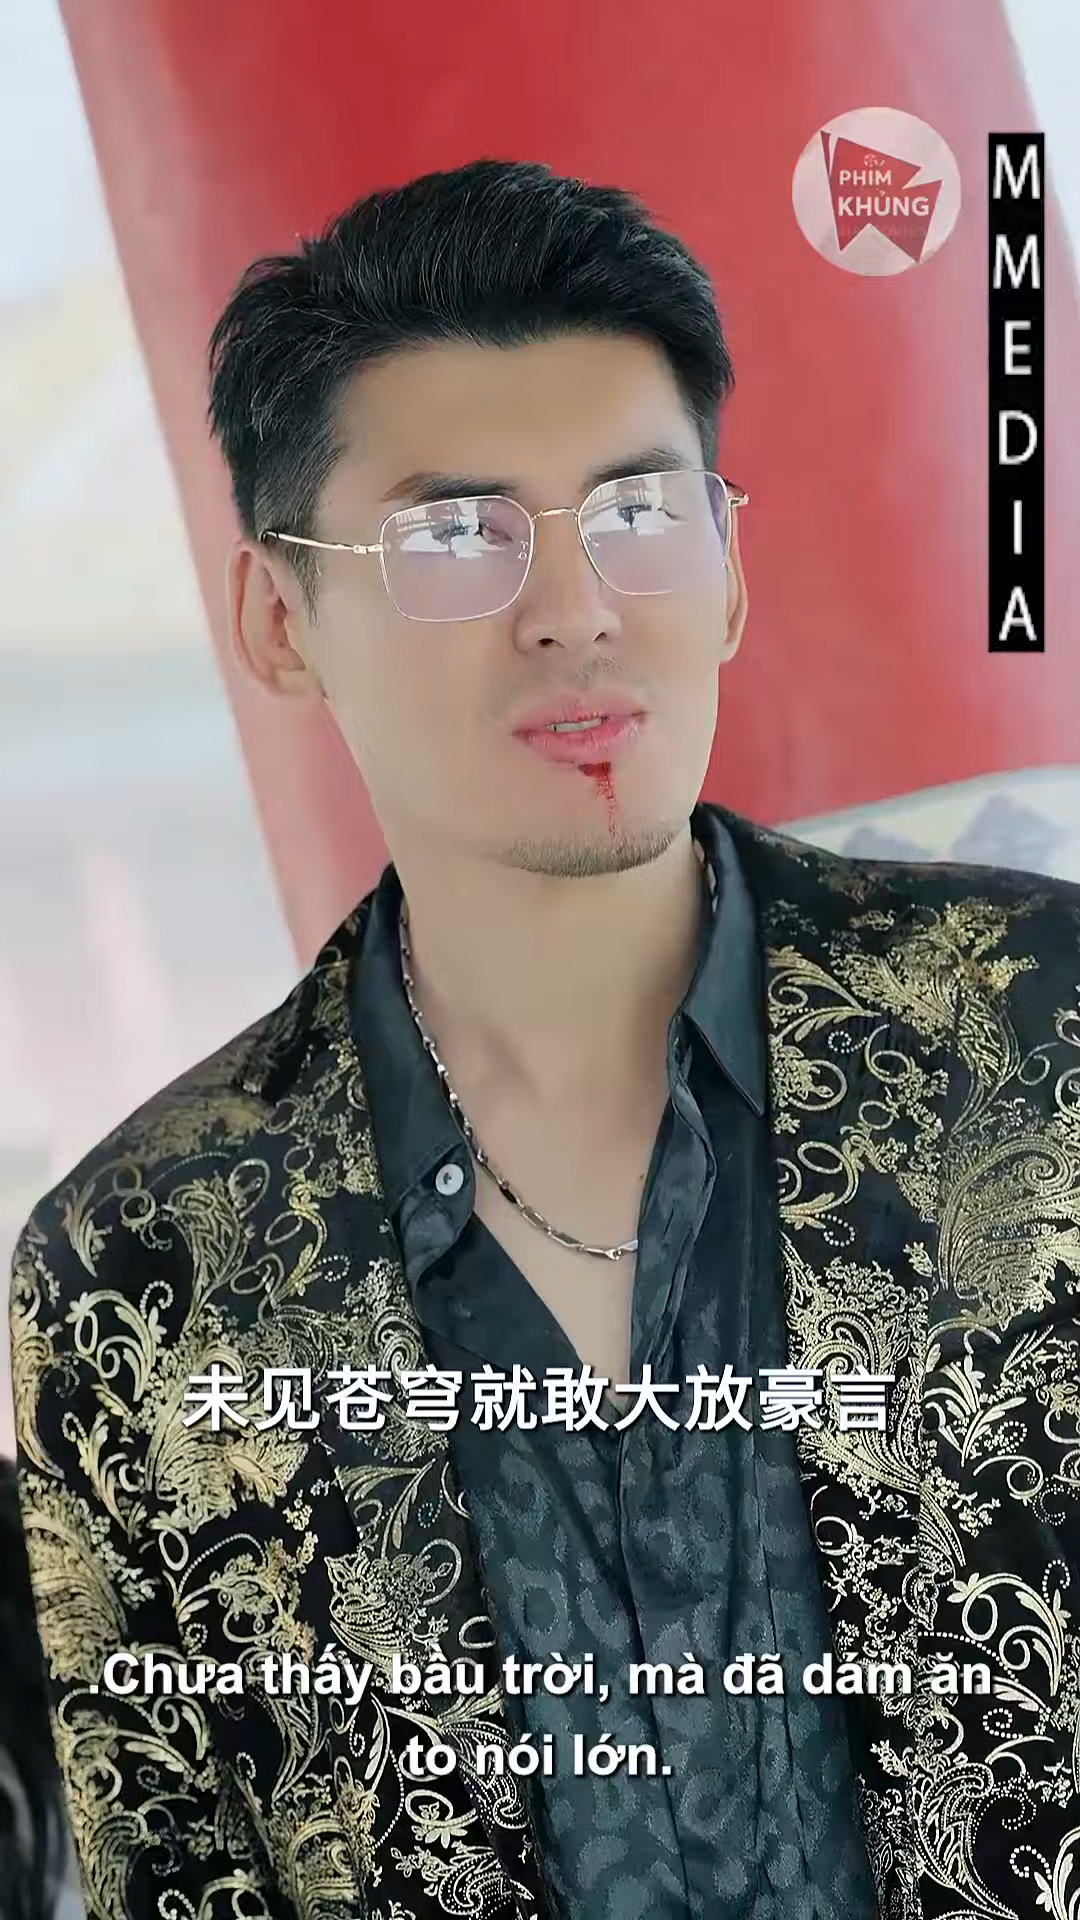 PHIM
KHỦNG
MMEDIA
未见苍穹就敢大放豪言
.Chưa thấy bầu trời, mà đã dám ăn
to nói lớn.